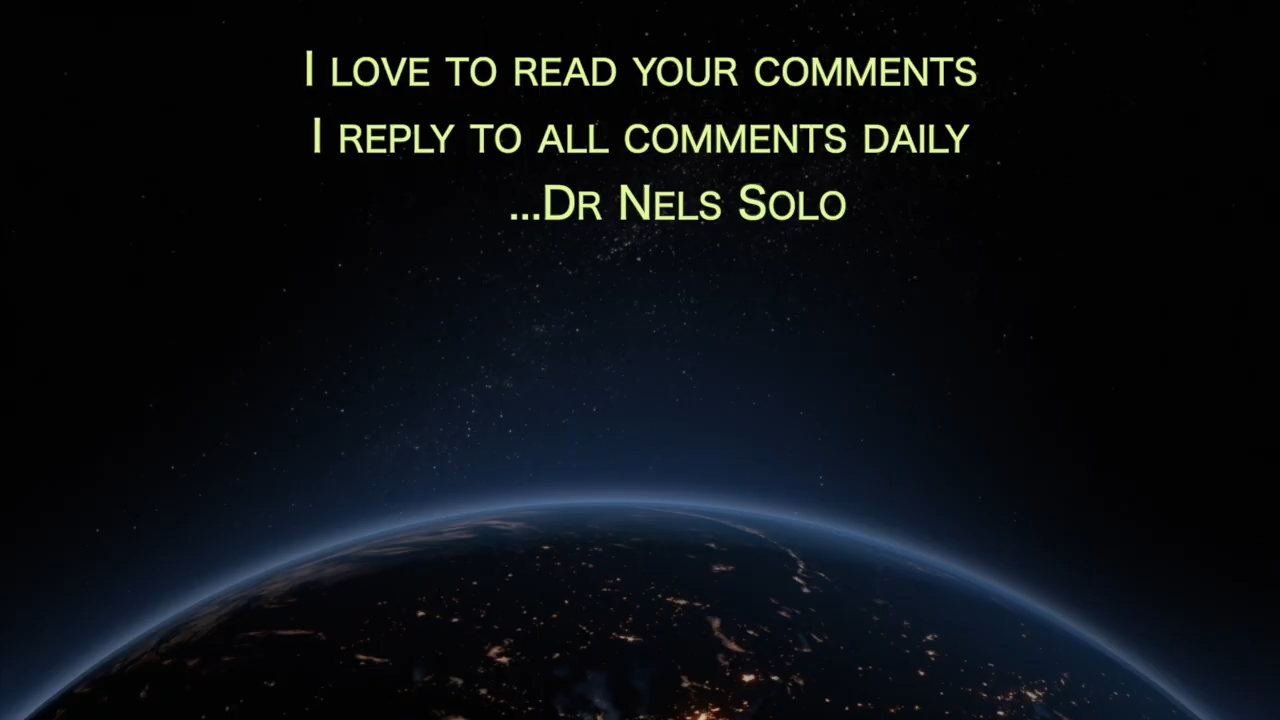 I LOVE TO READ YOUR COMMENTS
I REPLY TO ALL COMMENTS DAILY
...DR NELS SOLO